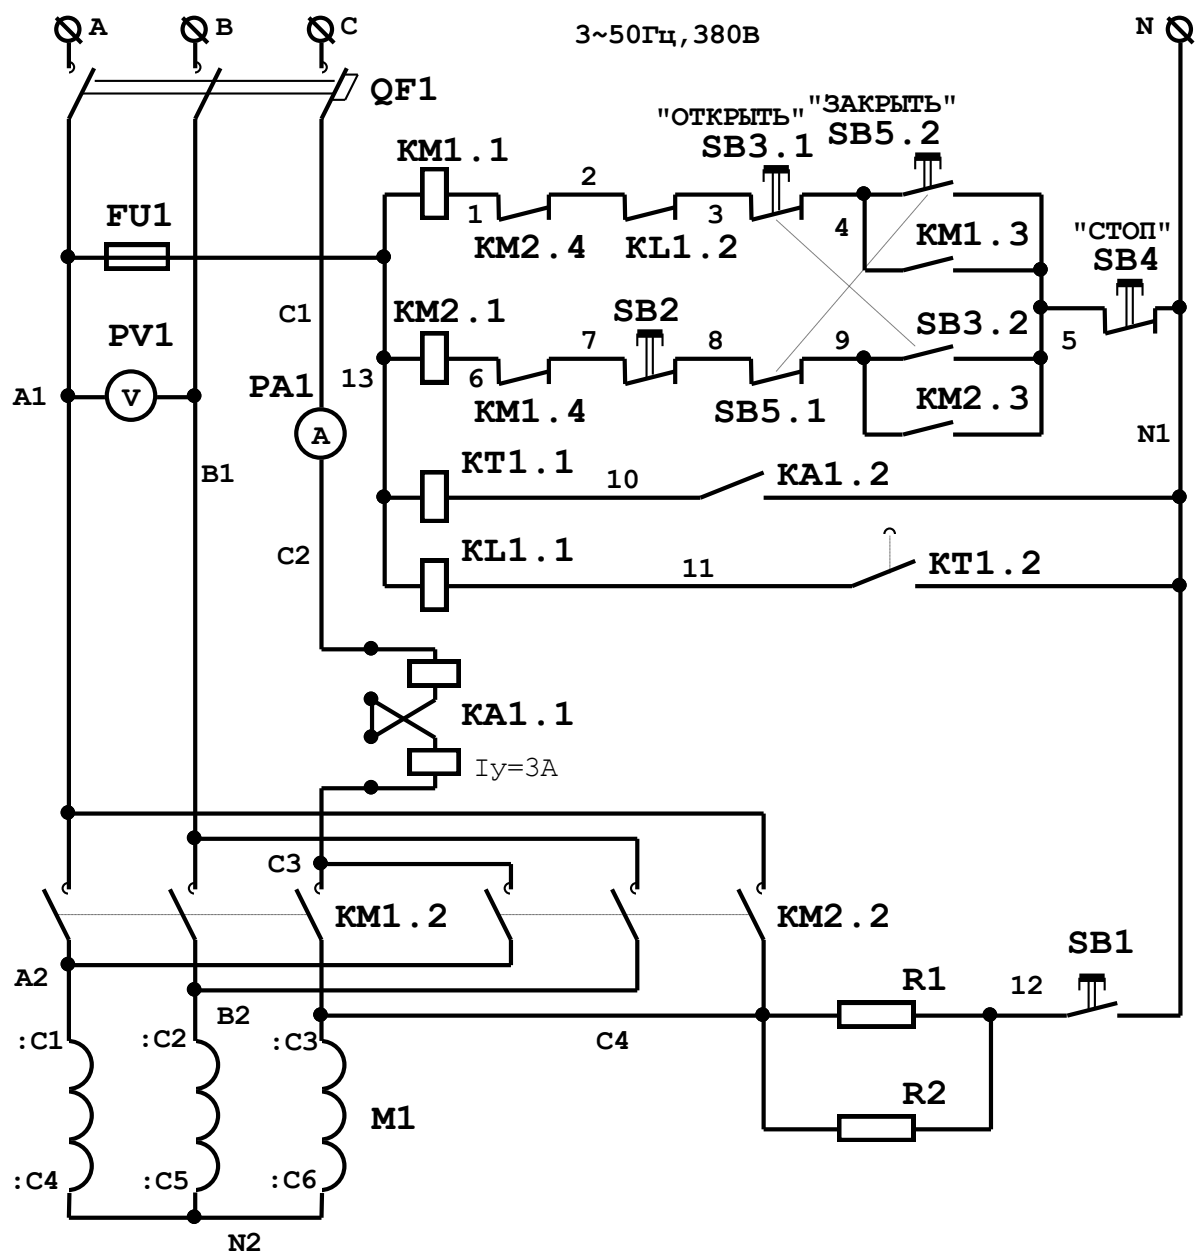 A
B
C
3~50Гц,380В
N
QF1
"ОТКРЫТЬ"
"ЗАКРЫТЬ"
SB3.1
SB5.2
KM1.1
1
2
3
4
KM2.4
KL1.2
KM1.3
"СТОП"
SB4
FU1
C1
KM2.1
SB2
SB3.2
PV1
V
A1
PA1
A
13
6
7
8
9
5
KM1.4
SB5.1
KM2.3
N1
B1
KT1.1
10
KA1.2
C2
KL1.1
11
KT1.2
KA1.1
Iу=3А
C3
KM1.2
KM2.2
SB1
A2
B2
R1
12
:C1
:C2
:C3
C4
M1
R2
:C4
:C5
:C6
N2